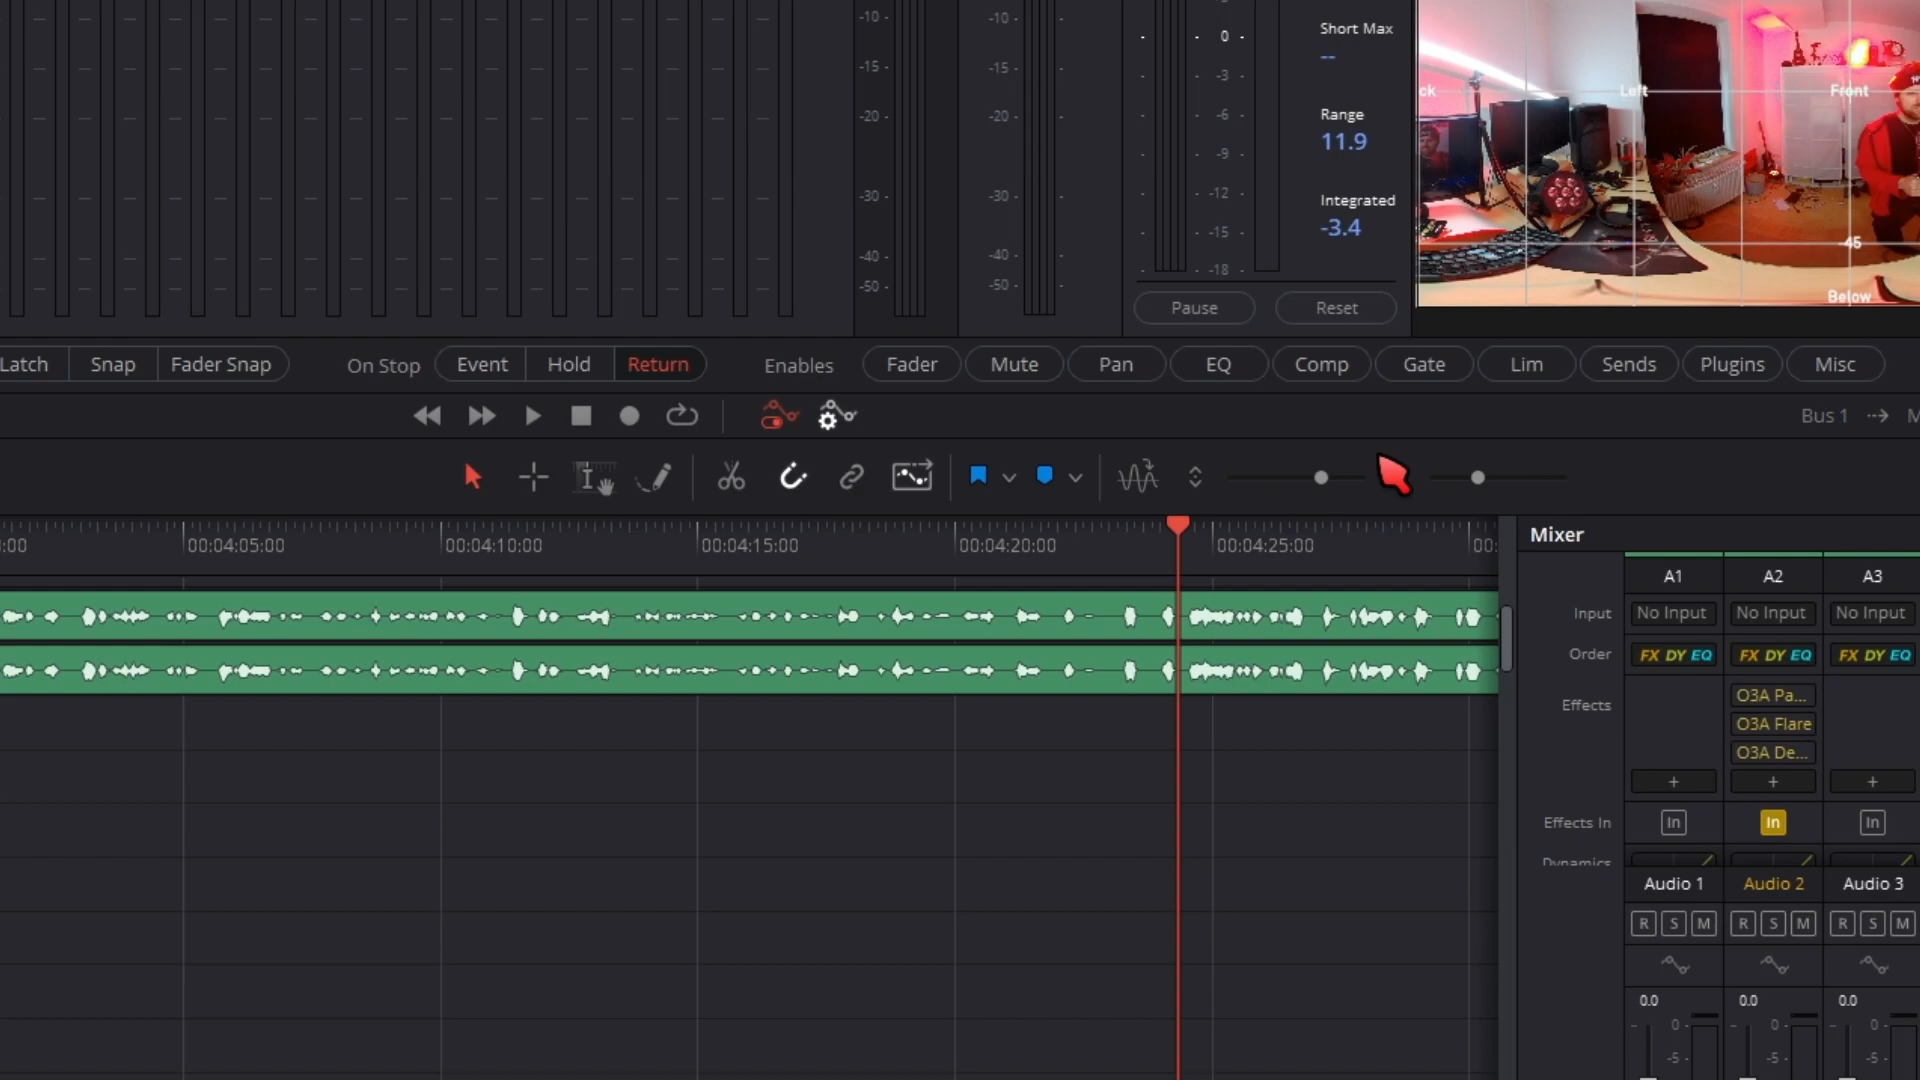 -10 -
-10 -
Short Max
--
0 -
-15 -
-15 -
-3
Left
Front
-20 -
-20 -
-6
Range
11.9
-9 -
-30 -
-30 -
-12
Integrated
-3.4
-15
-40 -
-40 -
-45
-50 -
-50 -
-18
Below
Pause
Reset
Latch
Snap
Fader Snap
On Stop
Event
Hold
Return
Enables
Fader
Mute
Pan
EQ
Comp
Gate
Lim
Sends
Plugins
Misc
Bus 1
:00
00:04:05:00
00:04:10:00
00:04:15:00
00:04:20:00
00:04:25:00
00:
Mixer
A1
A2
A3
Input
No Input
No Input
No Input
Order
FX DY EQ
FX DY EQ
FX DY EQ
Effects
O3A Pa...
O3A Flare
O3A De...
+
+
+
Effects In
In
In
In
Dynamics
Audio 1
Audio 2
Audio 3
R S M
R S M
R S M
0.0
0.0
0.0
0 -
0 -
0 -
-5 -
-5 -
-5 -